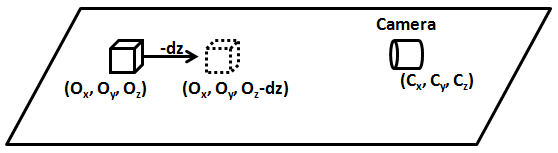 Camera
-dz
(Ox, Oy, Oz)
(Ox, Oy, Oz-dz)
(Cx, Cy, Cz)